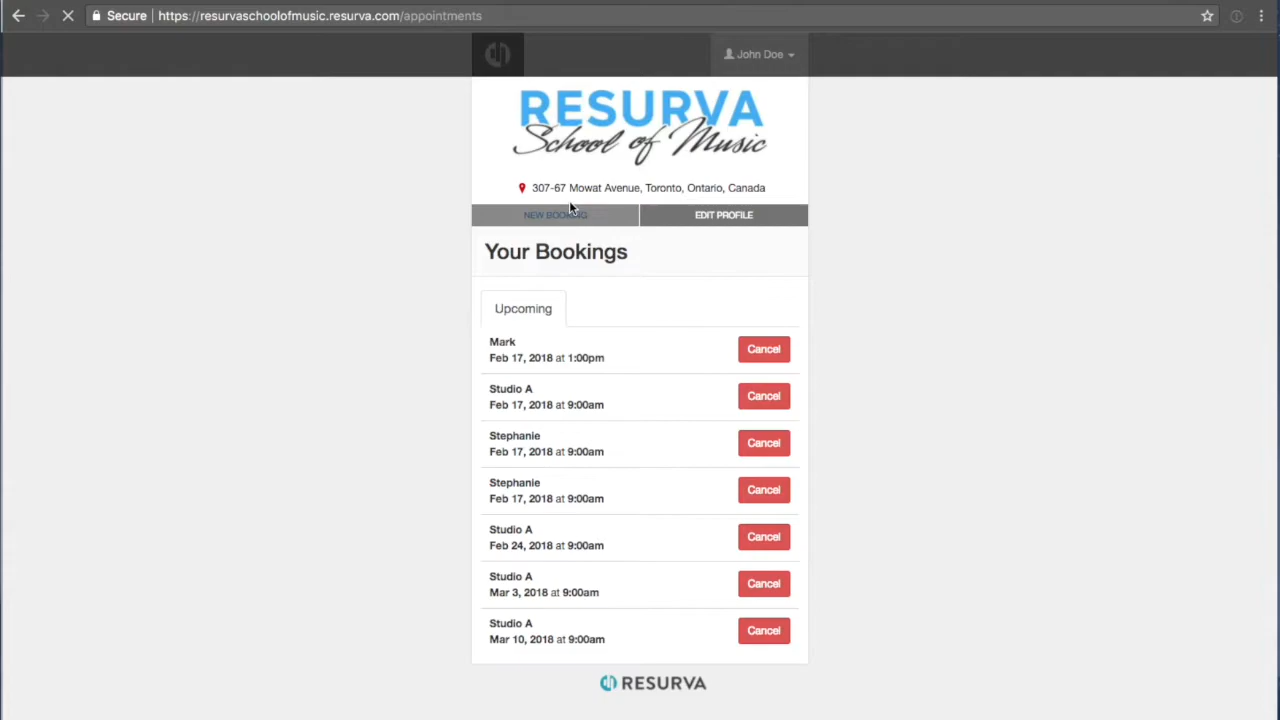 Secure https://resurvaschoolofmusic.resurva.com/appointments
John Doe
RESURVA
School of Music
307-67 Mowat Avenue, Toronto, Ontario, Canada
NEW BOOKING
EDIT PROFILE
Your Bookings
Upcoming
Mark
Feb 17, 2018 at 1:00pm
Cancel
Studio A
Feb 17, 2018 at 9:00am
Cancel
Stephanie
Feb 17, 2018 at 9:00am
Cancel
Stephanie
Feb 17, 2018 at 9:00am
Cancel
Studio A
Feb 24, 2018 at 9:00am
Cancel
Studio A
Mar 3, 2018 at 9:00am
Cancel
Studio A
Mar 10, 2018 at 9:00am
Cancel
RESURVA